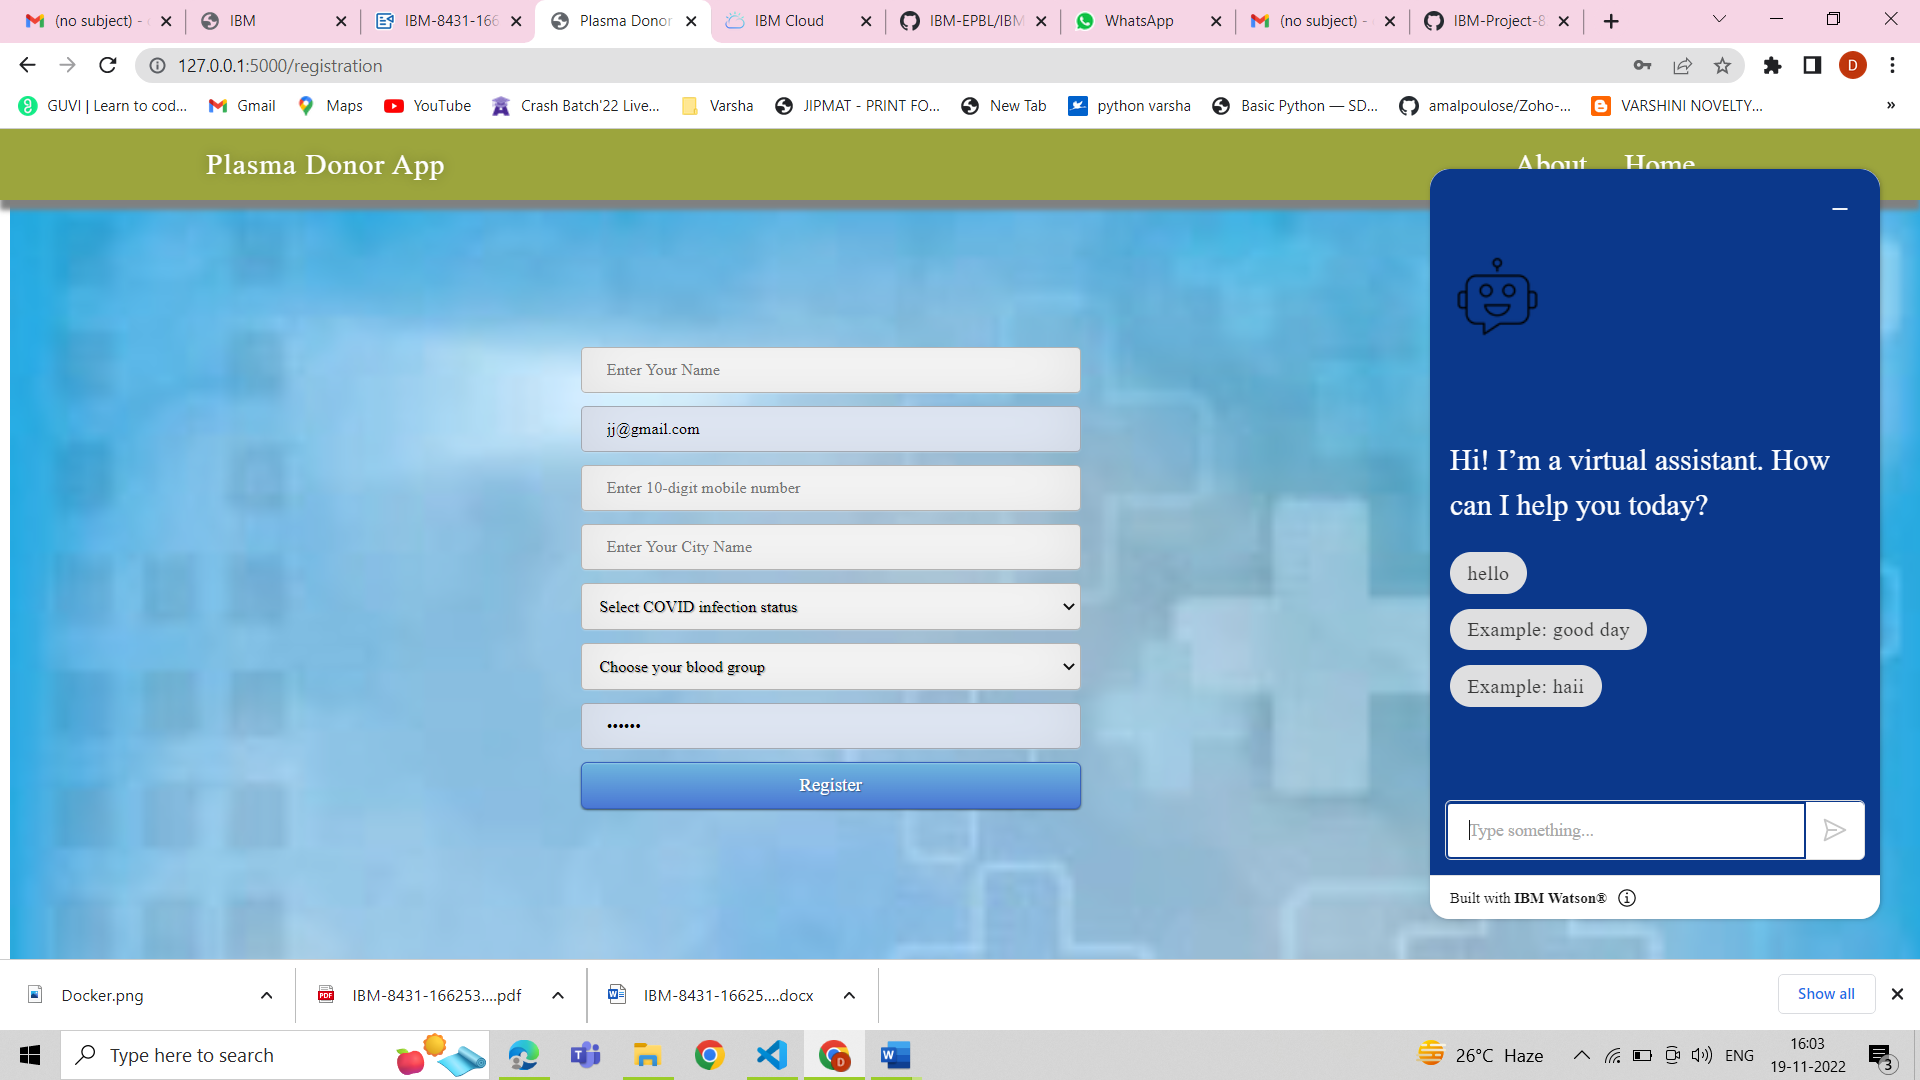 (no subject) -
IBM
IBM-8431-166
Plasma Donor
IBM Cloud
IBM-EPBL/IBM
WhatsApp
(no subject) -
IBM-Project-8
127.0.0.1:5000/registration
D
GUVI | Learn to cod...
Gmail
Maps
YouTube
Crash Batch'22 Live...
Varsha
JIPMAT - PRINT FO...
New Tab
python varsha
Basic Python — SD...
amalpoulose/Zoho-...
VARSHINI NOVELTY...
»
Plasma Donor App
About
Home
Enter Your Name
jj@gmail.com
Enter 10-digit mobile number
Enter Your City Name
Select COVID infection status
Choose your blood group
••••••
Register
Hi! I’m a virtual assistant. How
can I help you today?
hello
Example: good day
Example: haii
Type something...
Built with IBM Watson®
Docker.png
IBM-8431-166253....pdf
IBM-8431-16625....docx
Show all
Type here to search
26°C Haze
ENG
16:03
19-11-2022
3